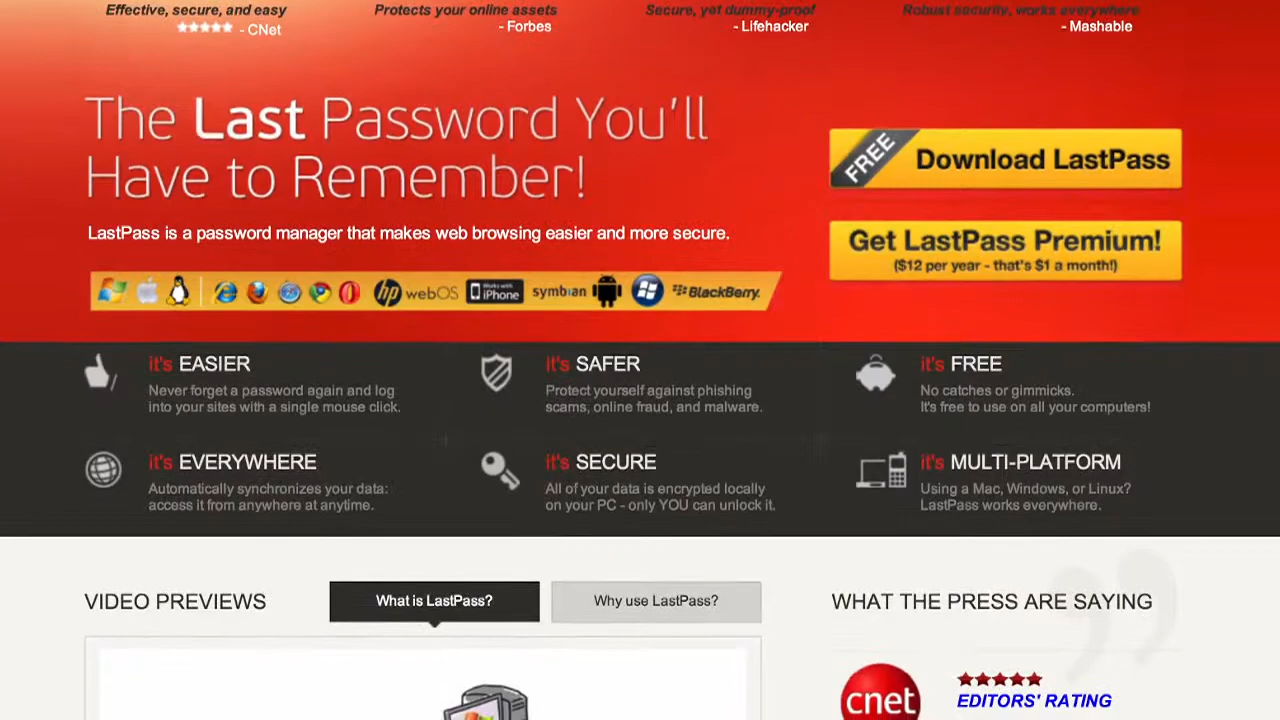 Effective, secure, and easy
- CNet
Protects your online assets
- Forbes
Secure, yet dummy-proof
- Lifehacker
Robust security, works everywhere
- Mashable
The Last Password You'll
Have to Remember!
LastPass is a password manager that makes web browsing easier and more secure.
hp webOS Works with iPhone symbian BlackBerry.
FREE Download LastPass
Get LastPass Premium!
($12 per year - that's $1 a month!)
it's EASIER
Never forget a password again and log
into your sites with a single mouse click.
it's SAFER
Protect yourself against phishing
scams, online fraud, and malware.
it's FREE
No catches or gimmicks.
It's free to use on all your computers!
it's EVERYWHERE
Automatically synchronizes your data:
access it from anywhere at anytime.
it's SECURE
All of your data is encrypted locally
on your PC - only YOU can unlock it.
it's MULTI-PLATFORM
Using a Mac, Windows, or Linux?
LastPass works everywhere.
VIDEO PREVIEWS
What is LastPass?
Why use LastPass?
WHAT THE PRESS ARE SAYING
cnet
EDITORS' RATING